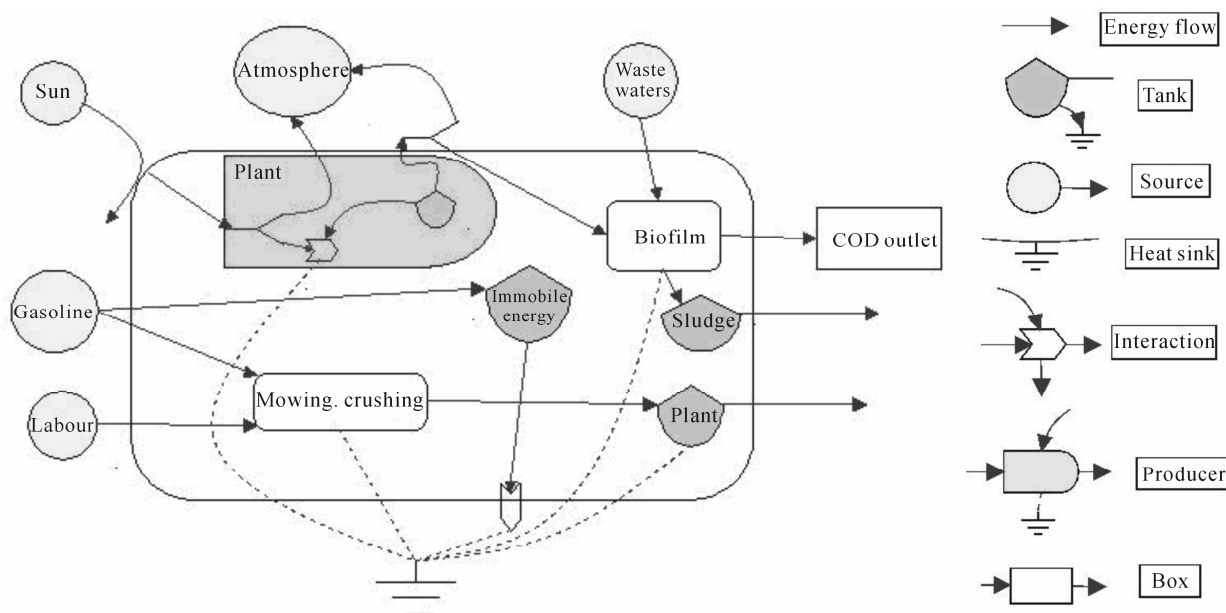 Sun
Atmosphere
Waste
waters
Plant
Biofilm
COD outlet
Gasoline
Immobile
energy
Sludge
Mowing. crushing
Plant
Labour
Energy flow
Tank
Source
Heat sink
Interaction
Producer
Box